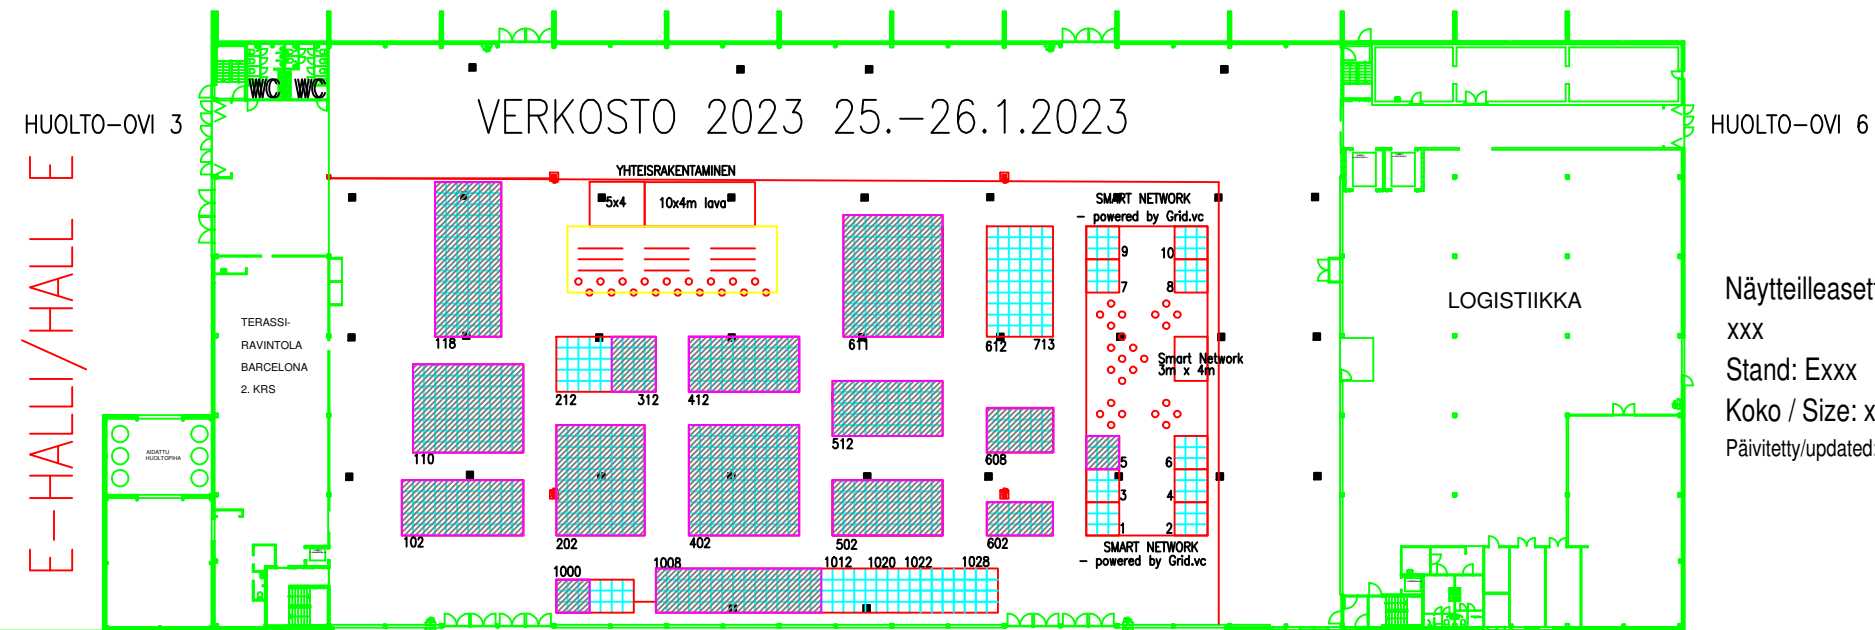 WC WC
HUOLTO-OVI 3
VERKOSTO 2023 25.-26.1.2023
HUOLTO-OVI 6
E-HALLI/HALL E
YHTEISRAKENTAMINEN
5x4
10x4m lava
SMART NETWORK
- powered by Grid.vc
9
10
7
8
LOGISTIIKKA
Näytteilleasett
xxx
Stand: Exxx
Koko / Size: x
Päivitetty/updated:
TERASSI-
RAVINTOLA
BARCELONA
2. KRS
118
611
612
713
Smart Network
3m x 4m
212
312
412
512
AIDATTU
HUOLTOPIHA
110
608
5
6
3
4
1
2
102
202
402
502
602
SMART NETWORK
- powered by Grid.vc
1000
1008
1012
1020
1022
1028